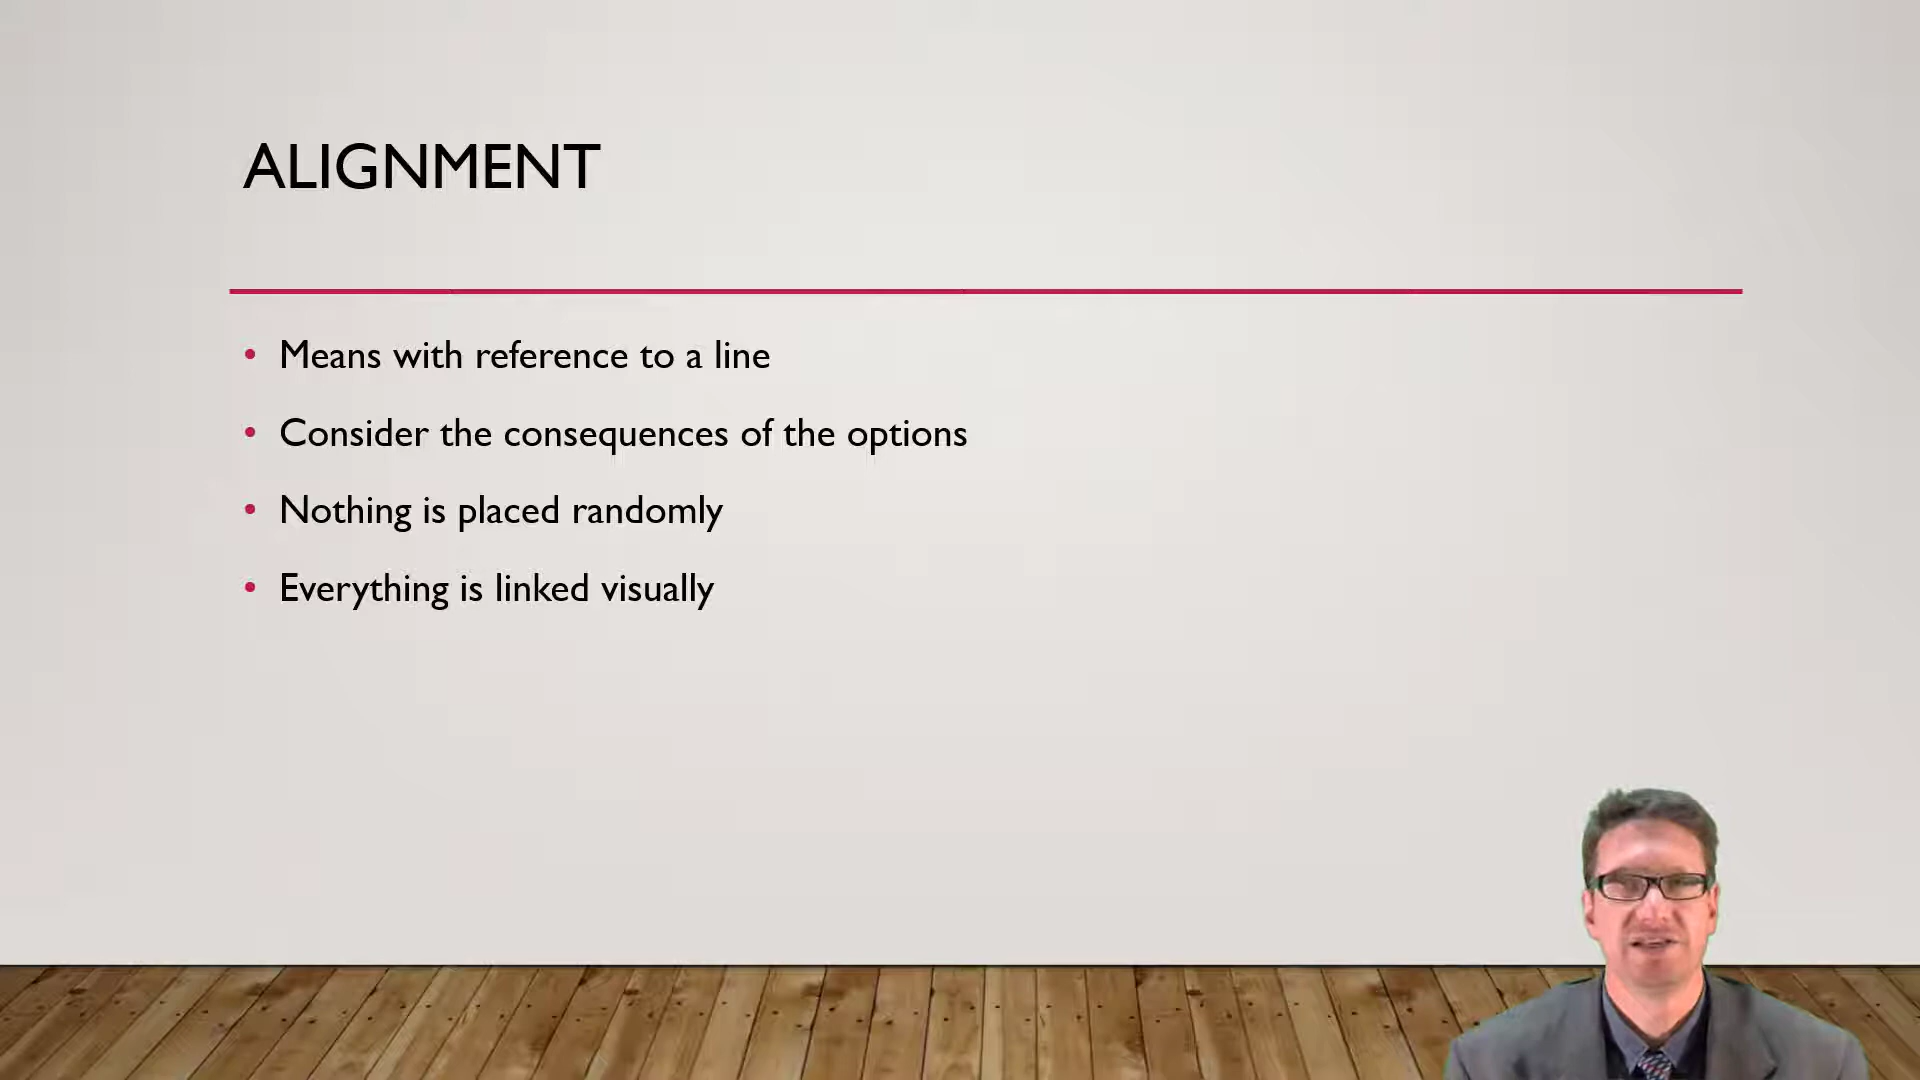 ALIGNMENT
• Means with reference to a line
• Consider the consequences of the options
• Nothing is placed randomly
• Everything is linked visually